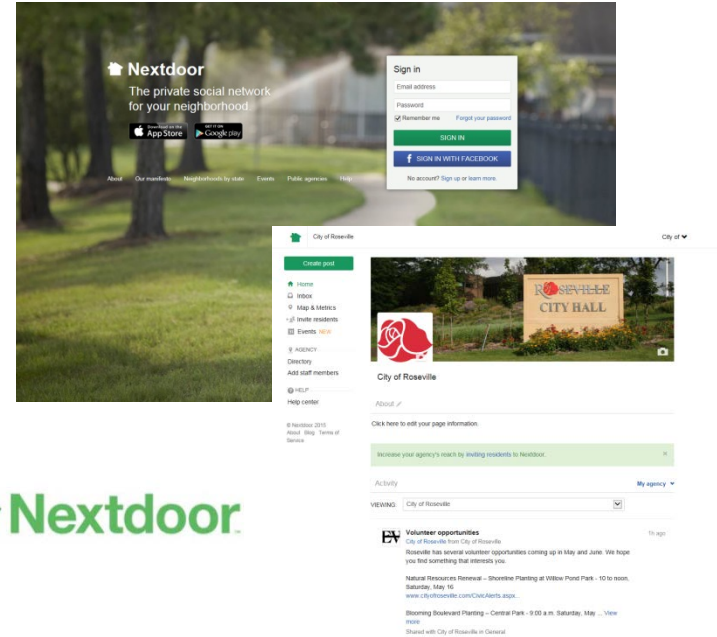 Nextdoor
The private social network
for your neighborhood
Download on the
App Store
GET IT ON
Google play
About Our manifesto Neighborhoods by state Events Public agencies Help
Sign in
Email address
Password
Remember me Forgot your password
SIGN IN
f SIGN IN WITH FACEBOOK
No account? Sign up or learn more.
City of Roseville City of
Create post
Home
Inbox
Map & Metrics
Invite residents
Events NEW
AGENCY
Directory
Add staff members
HELP
Help center
© Nextdoor 2015
About Blog Terms of
Service
ROSEVILLE
CITY HALL
City of Roseville
About
Click here to edit your page information.
Increase your agency's reach by inviting residents to Nextdoor.
Activity My agency
VIEWING: City of Roseville
Volunteer opportunities 1h ago
City of Roseville from City of Roseville
Roseville has several volunteer opportunities coming up in May and June. We hope
you find something that interests you.
Natural Resources Renewal – Shoreline Planting at Willow Pond Park - 10 to noon,
Saturday, May 16
www.cityofroseville.com/CivicAlerts.aspx...
Blooming Boulevard Planting – Central Park - 9:00 a.m. Saturday, May ... View
more
Shared with City of Roseville in General
Nextdoor